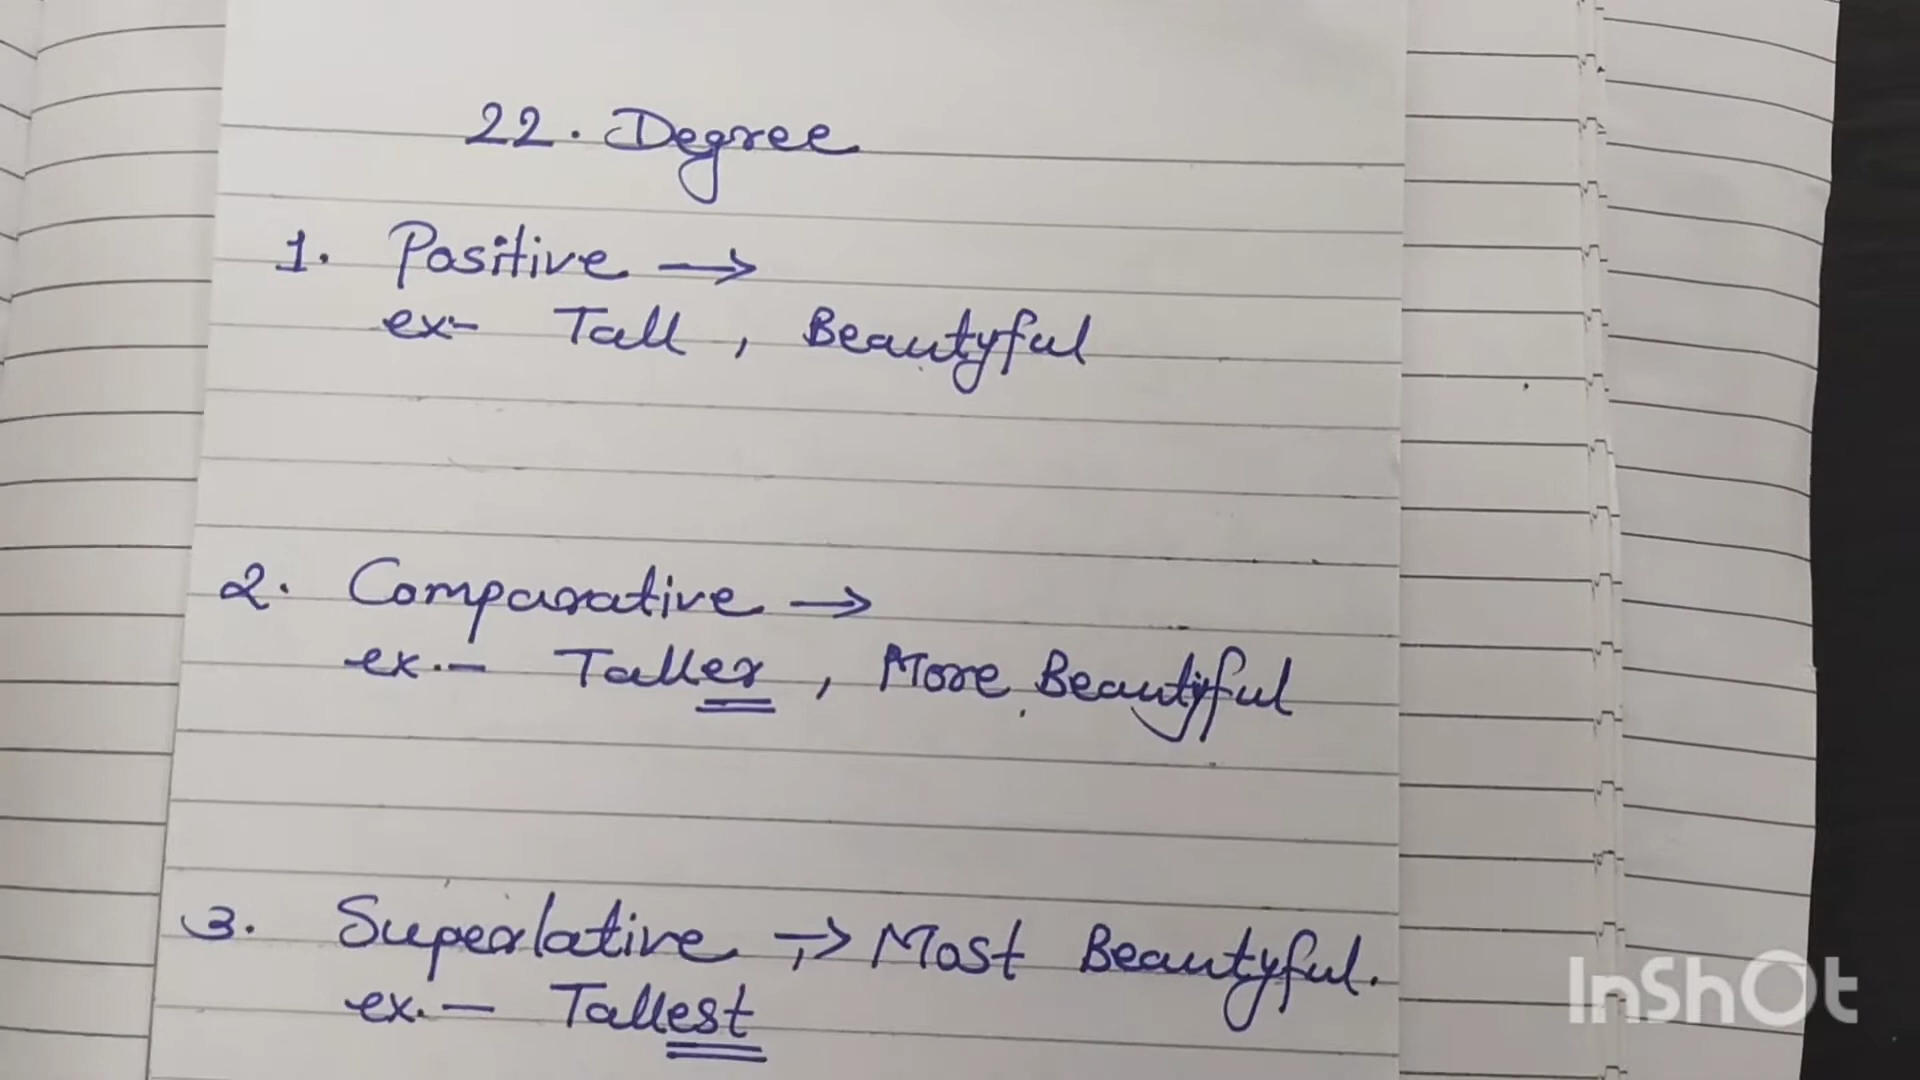 22. Degree
1. Positive →
ex- Tall, Beautyful
2. Comparative →
ex.- Taller, More Beautyful
3. Superlative → Most Beautyful.
ex.- Tallest
InShOt